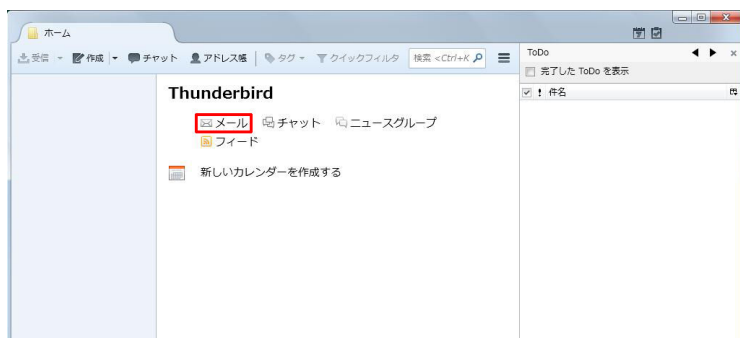 ホーム
受信 作成 チャット アドレス帳 タグ クイックフィルタ 検索 <Ctrl+K
ToDo
完了した ToDo を表示
! 件名
Thunderbird
メール チャット ニュースグループ
フィード
新しいカレンダーを作成する